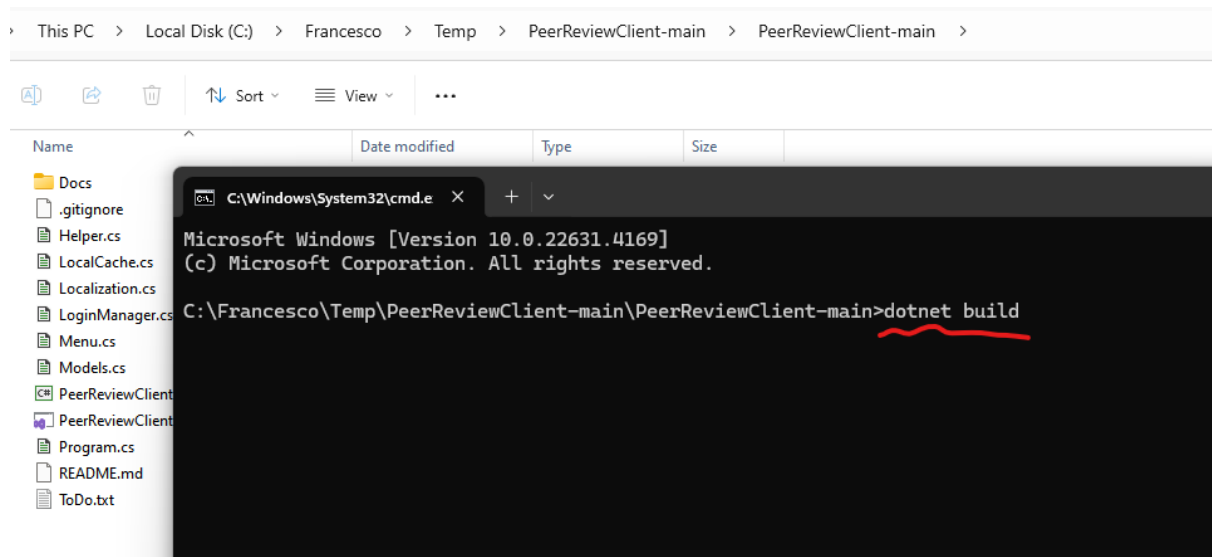 This PC > Local Disk (C:) > Francesco > Temp > PeerReviewClient-main > PeerReviewClient-main >
Sort View ...
Name Date modified Type Size
Docs
.gitignore
Helper.cs
LocalCache.cs
Localization.cs
LoginManager.cs
Menu.cs
Models.cs
PeerReviewClient
PeerReviewClient
Program.cs
README.md
ToDo.txt
C:\Windows\System32\cmd.e
Microsoft Windows [Version 10.0.22631.4169]
(c) Microsoft Corporation. All rights reserved.
C:\Francesco\Temp\PeerReviewClient-main\PeerReviewClient-main>dotnet build